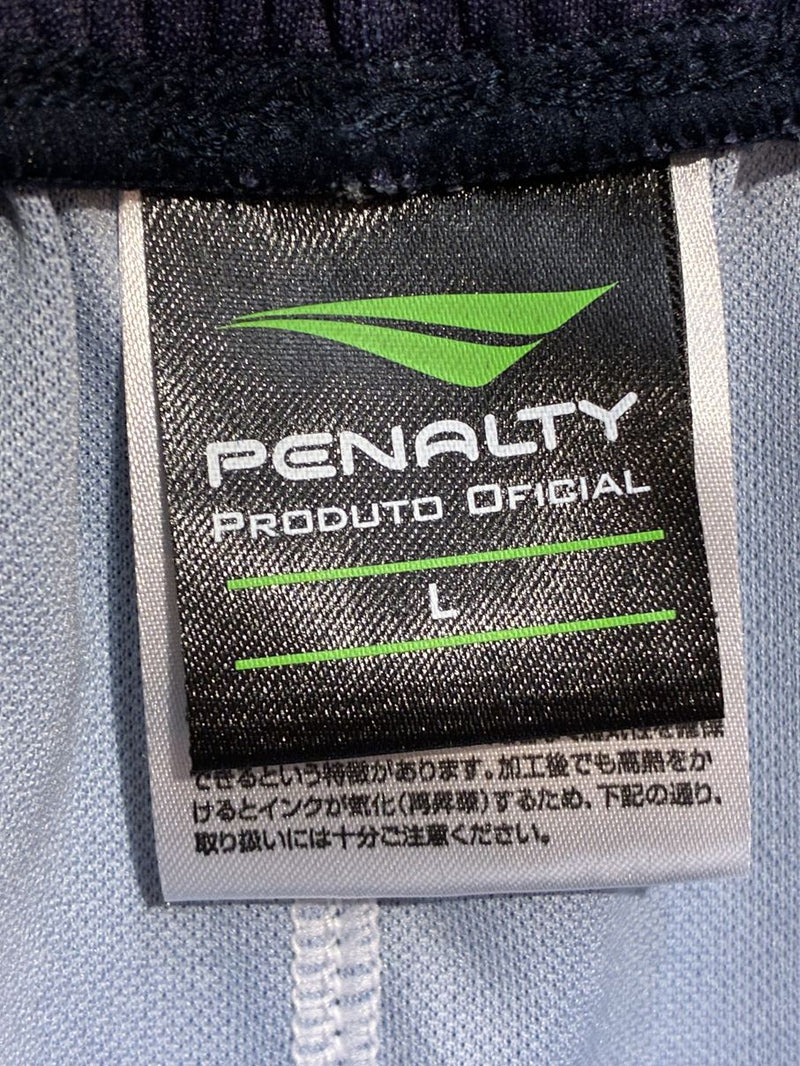 PENALTY
PRODUTO OFICIAL
L
できるという特徴があります。加工後でも高熱をか
けるとインクが気化(再昇華)するため、下記の通り、
取り扱いには十分ご注意ください。